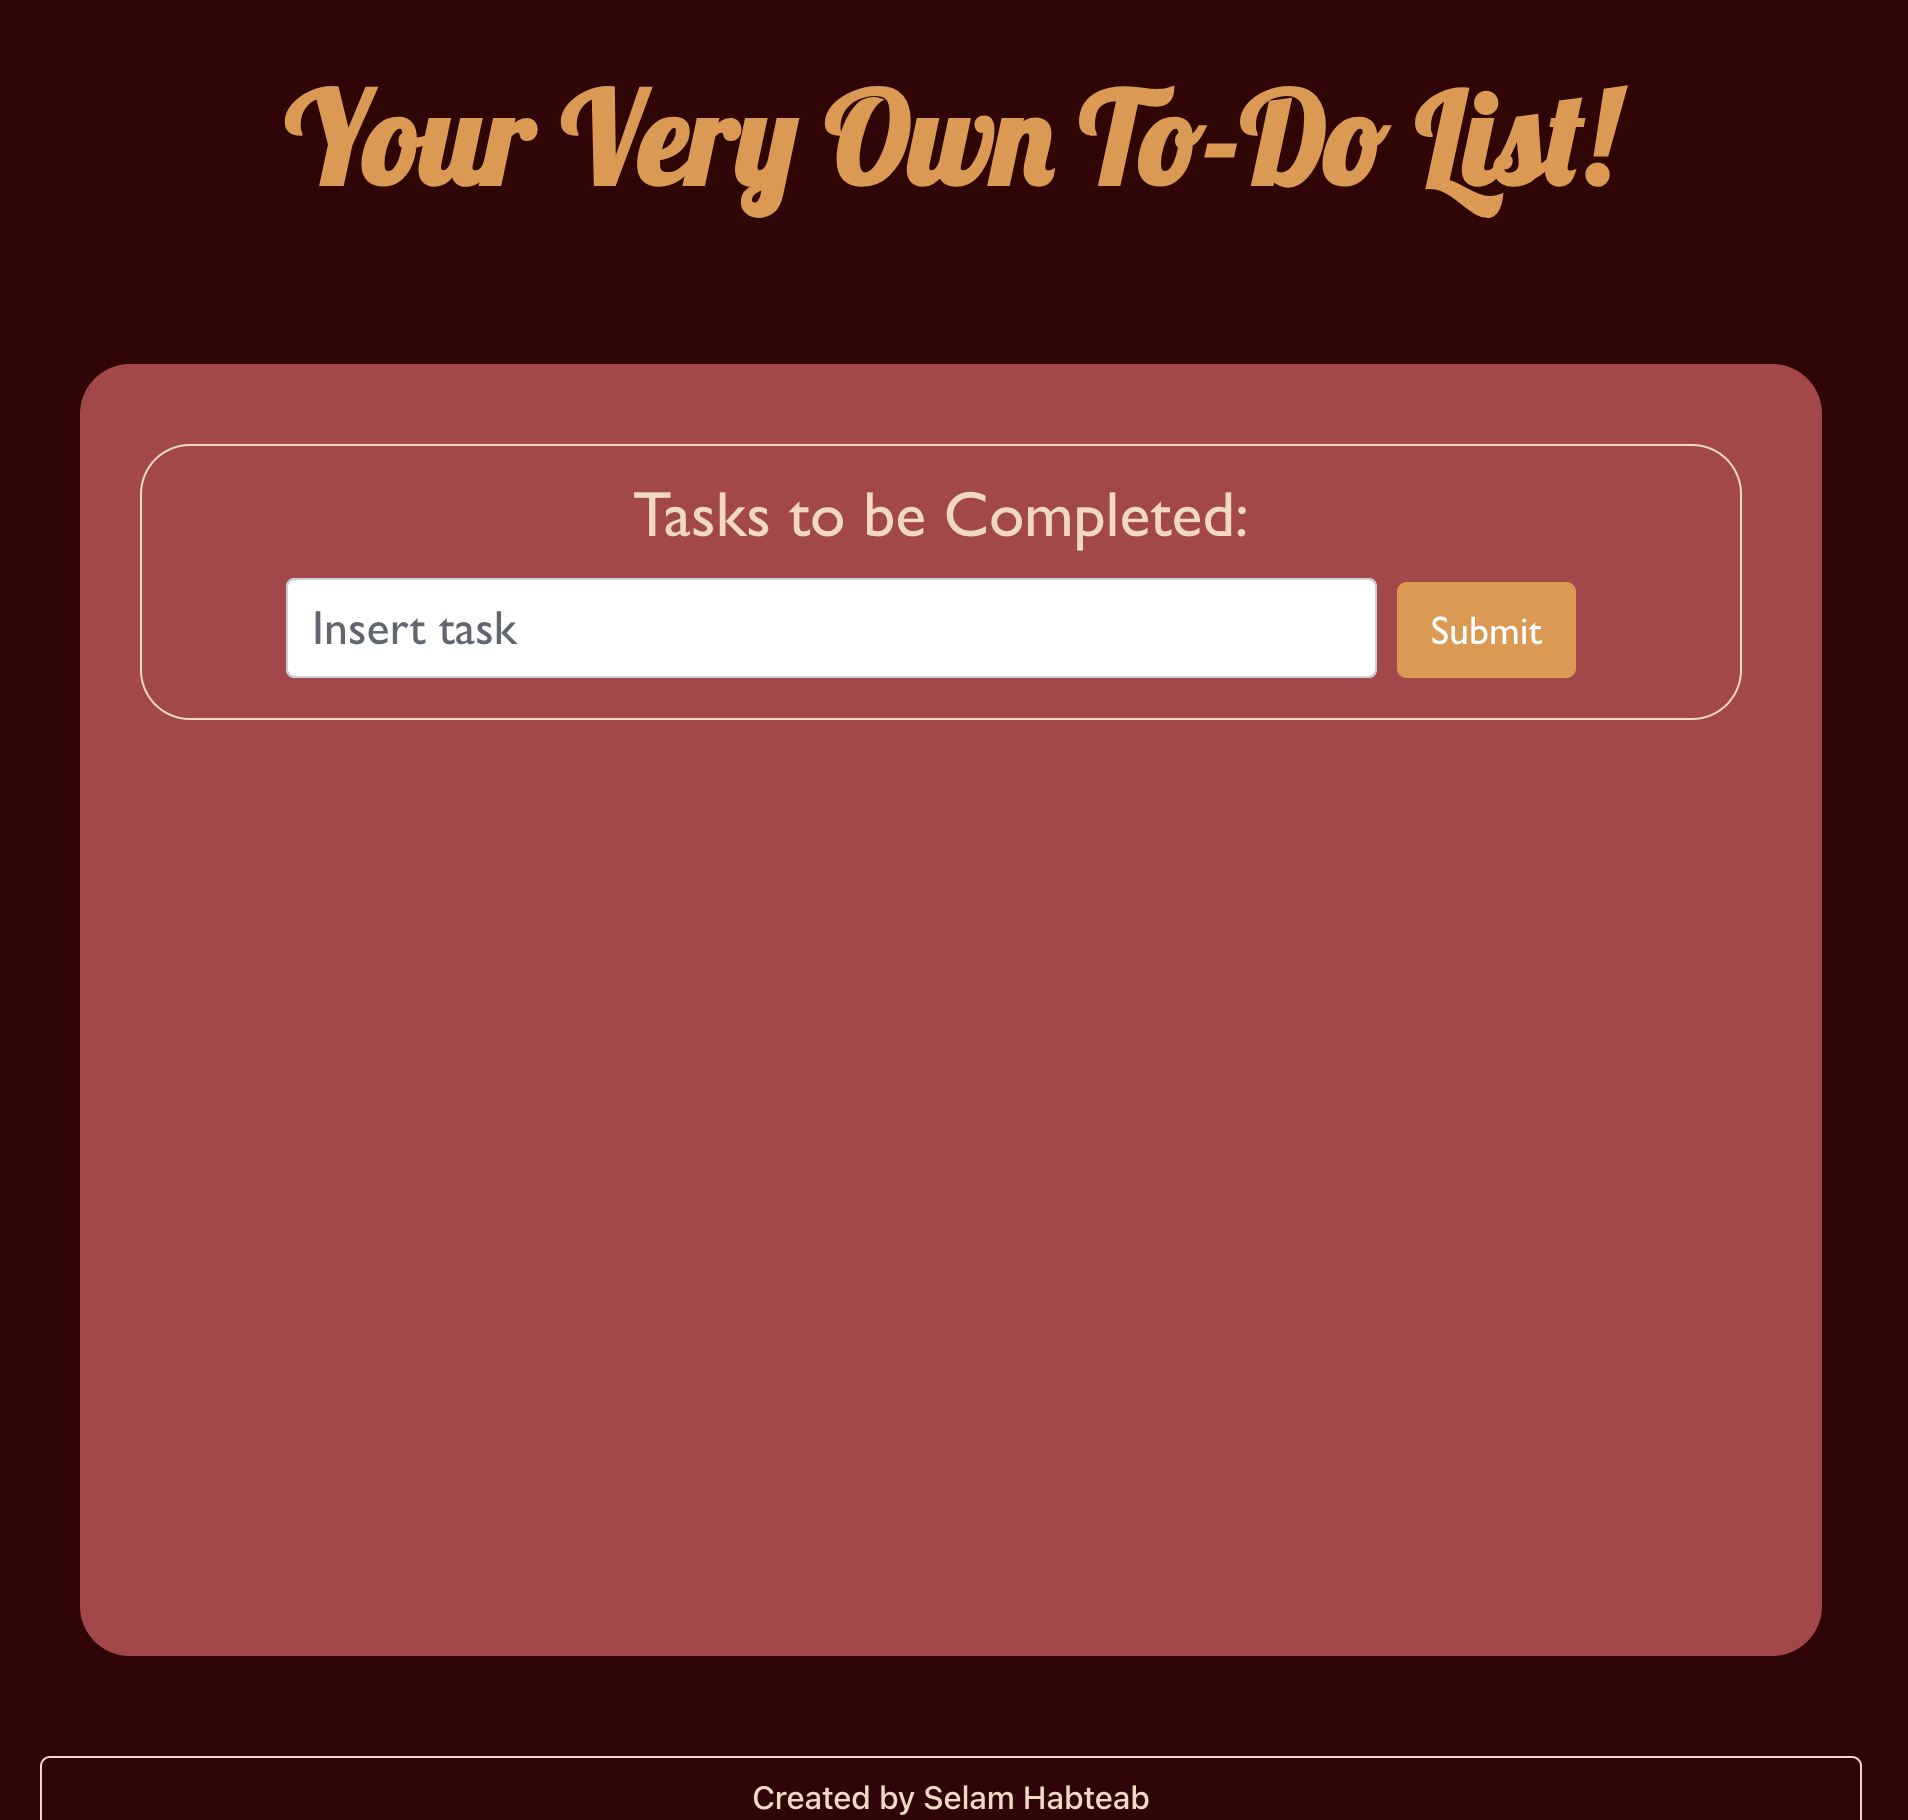 Your Very Own To-Do List!
Tasks to be Completed:
Insert task
Submit
Created by Selam Habteab